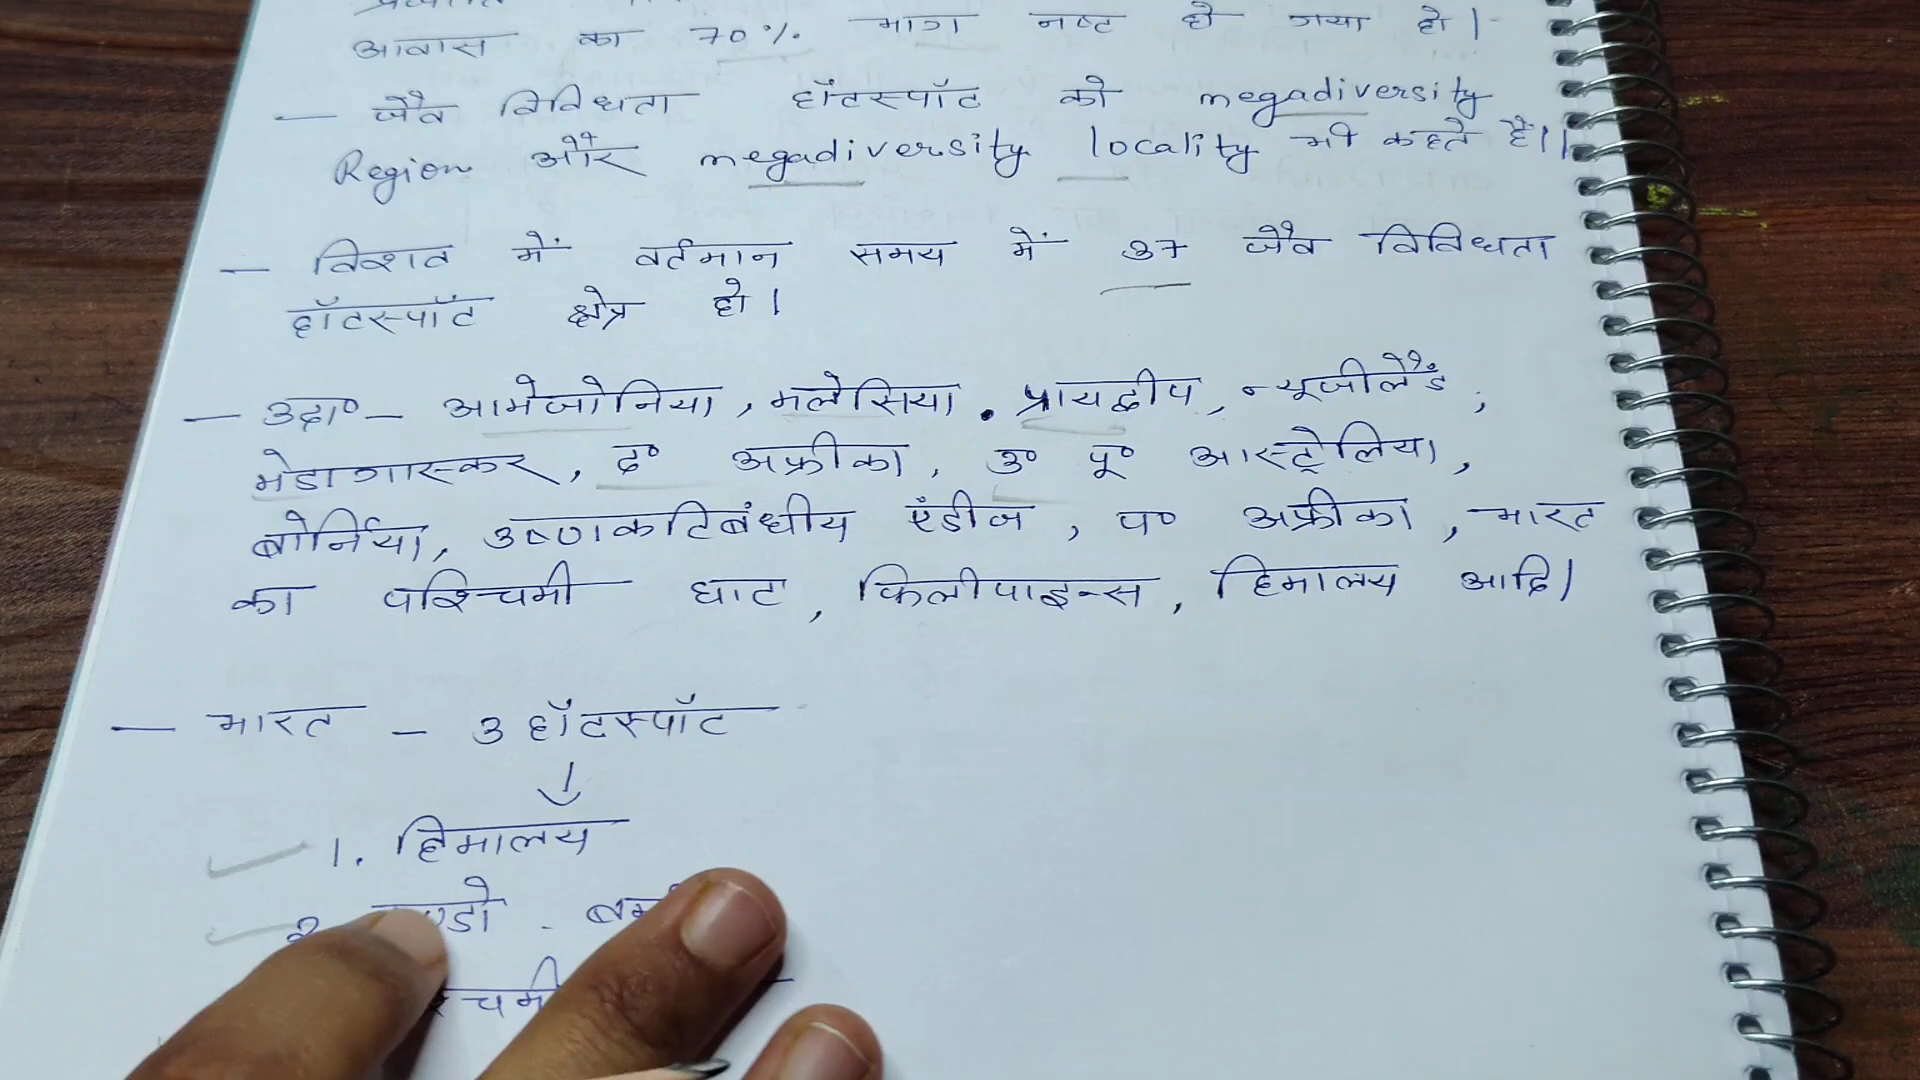 आवास का 70% भाग नष्ट हो गया हो।
— जैव विविधता हॉटस्पॉट को megadiversity
Region और megadiversity locality भी कहते हैं।।
— विश्व में वर्तमान समय में 37 जैव विविधता
हॉटस्पॉट क्षेत्र हो।
— उदा० – आमेजोनिया, मलेसिया. प्रायद्वीप, न्यूजीलैंड,
मेडागास्कर, द० अफ्रीका, उ० पू० आस्ट्रेलिया,
बोर्निया, उष्णकटिबंधीय एंडीज, प० अफ्रीका, भारत
का पश्चिमी घाट, फिलीपाइन्स, हिमालय आदि।
— भारत – 3 हॉटस्पॉट
↓
1. हिमालय
2.